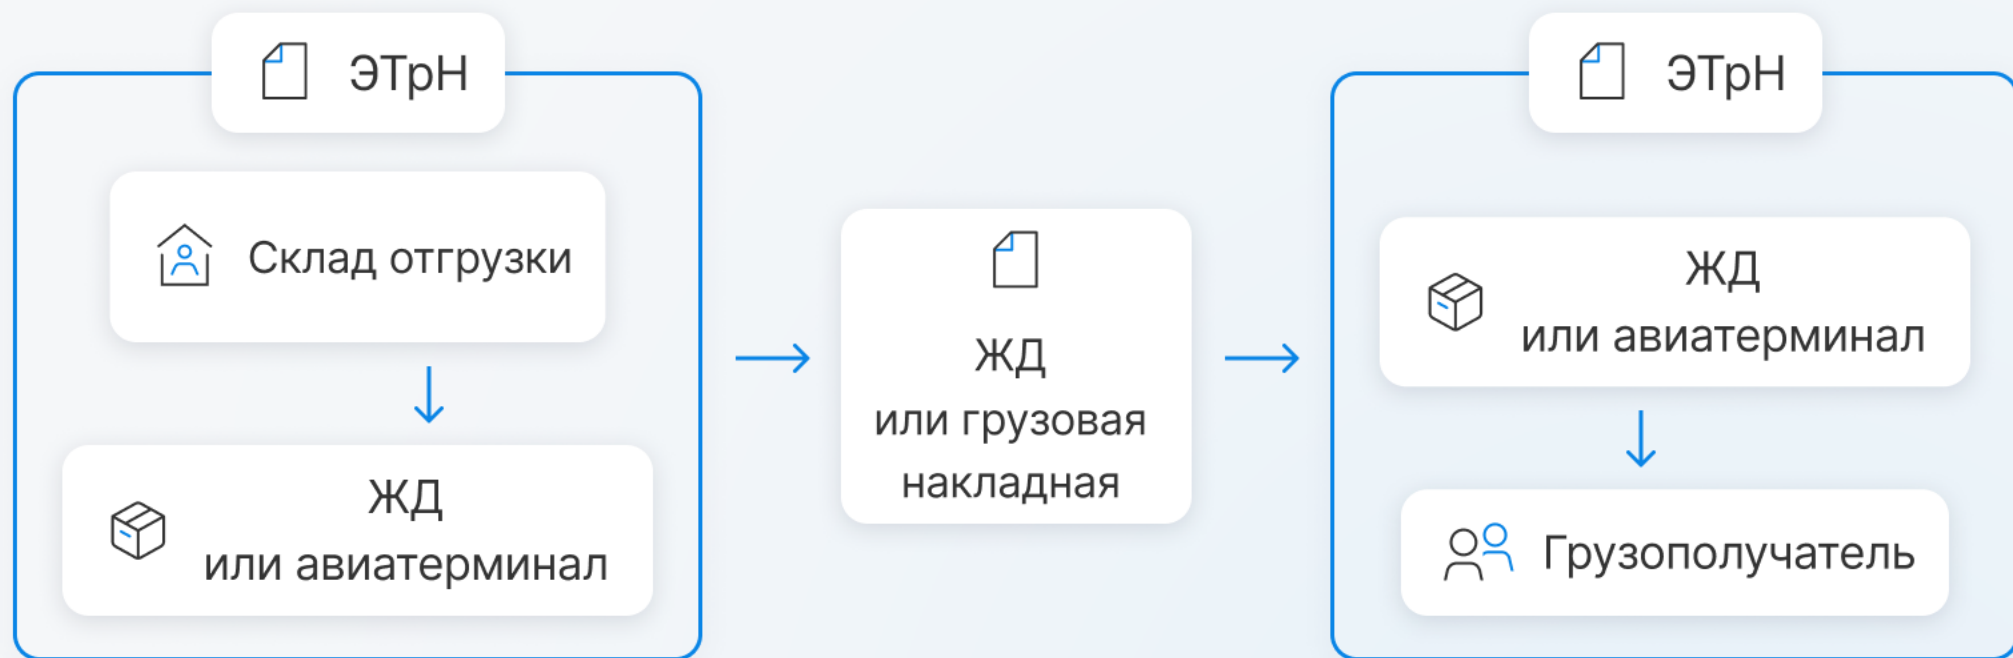 ЭТрН
Склад отгрузки
ЖД
или авиатерминал
ЖД
или грузовая
накладная
ЭТрН
ЖД
или авиатерминал
Грузополучатель